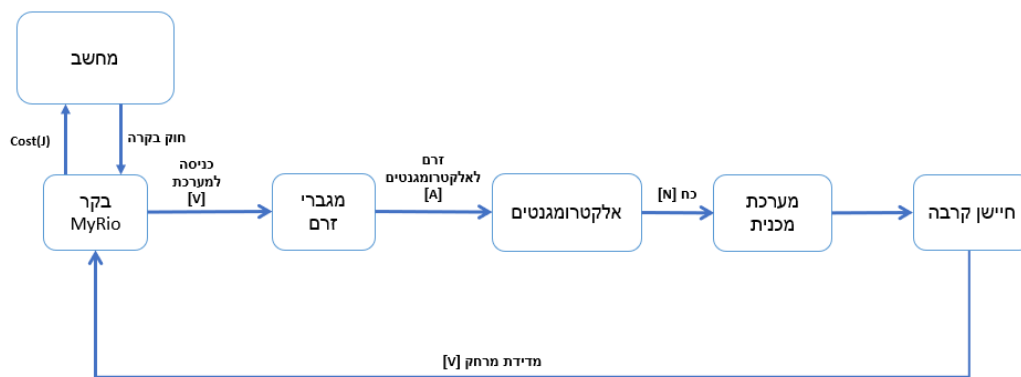 מחשב
Cost(J)
חוק בקרה
כניסה
למערכת
[V]
זרם
לאלקטרומגנטים
[A]
כח [N]
בקר
MyRio
מגברי
זרם
אלקטרומגנטים
מערכת
מכנית
חיישן קרבה
מדידת מרחק [V]